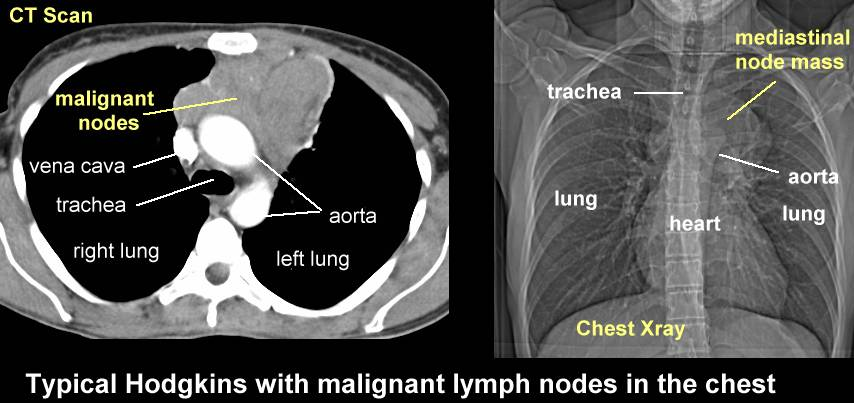 CT Scan
malignant
nodes
vena cava
trachea
right lung
aorta
left lung
mediastinal
node mass
trachea
aorta
lung
lung
heart
Chest Xray
Typical Hodgkins with malignant lymph nodes in the chest